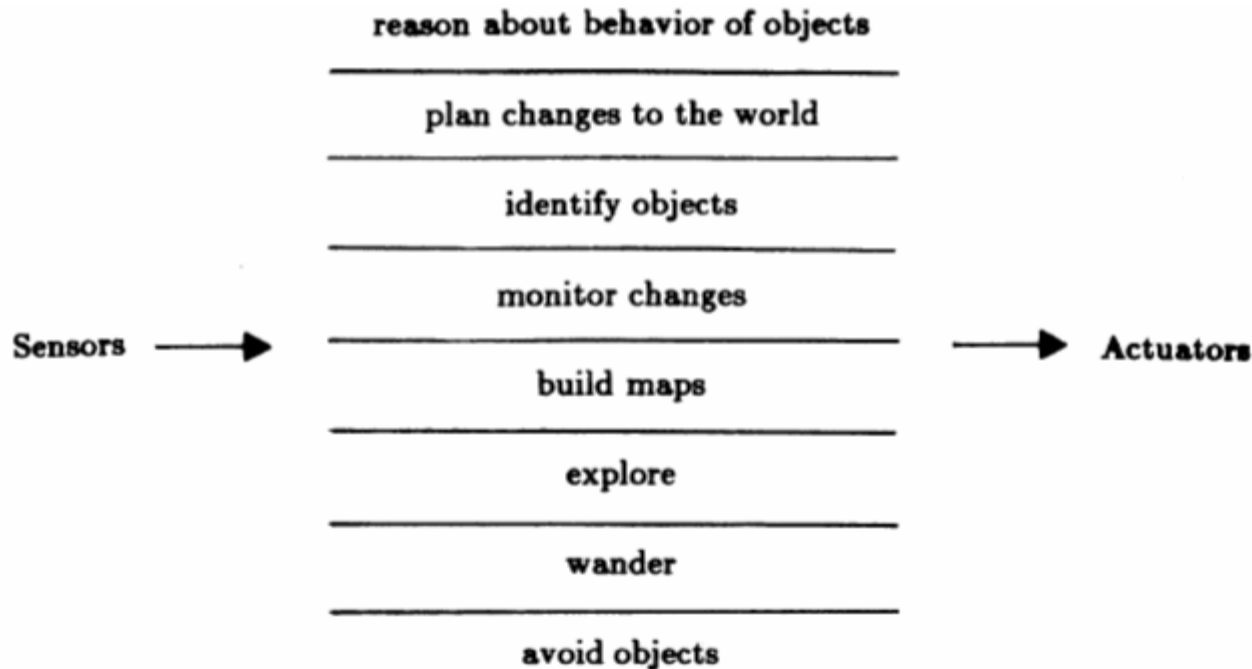 reason about behavior of objects
plan changes to the world
identify objects
monitor changes
Sensors
Actuators
build maps
explore
wander
avoid objects